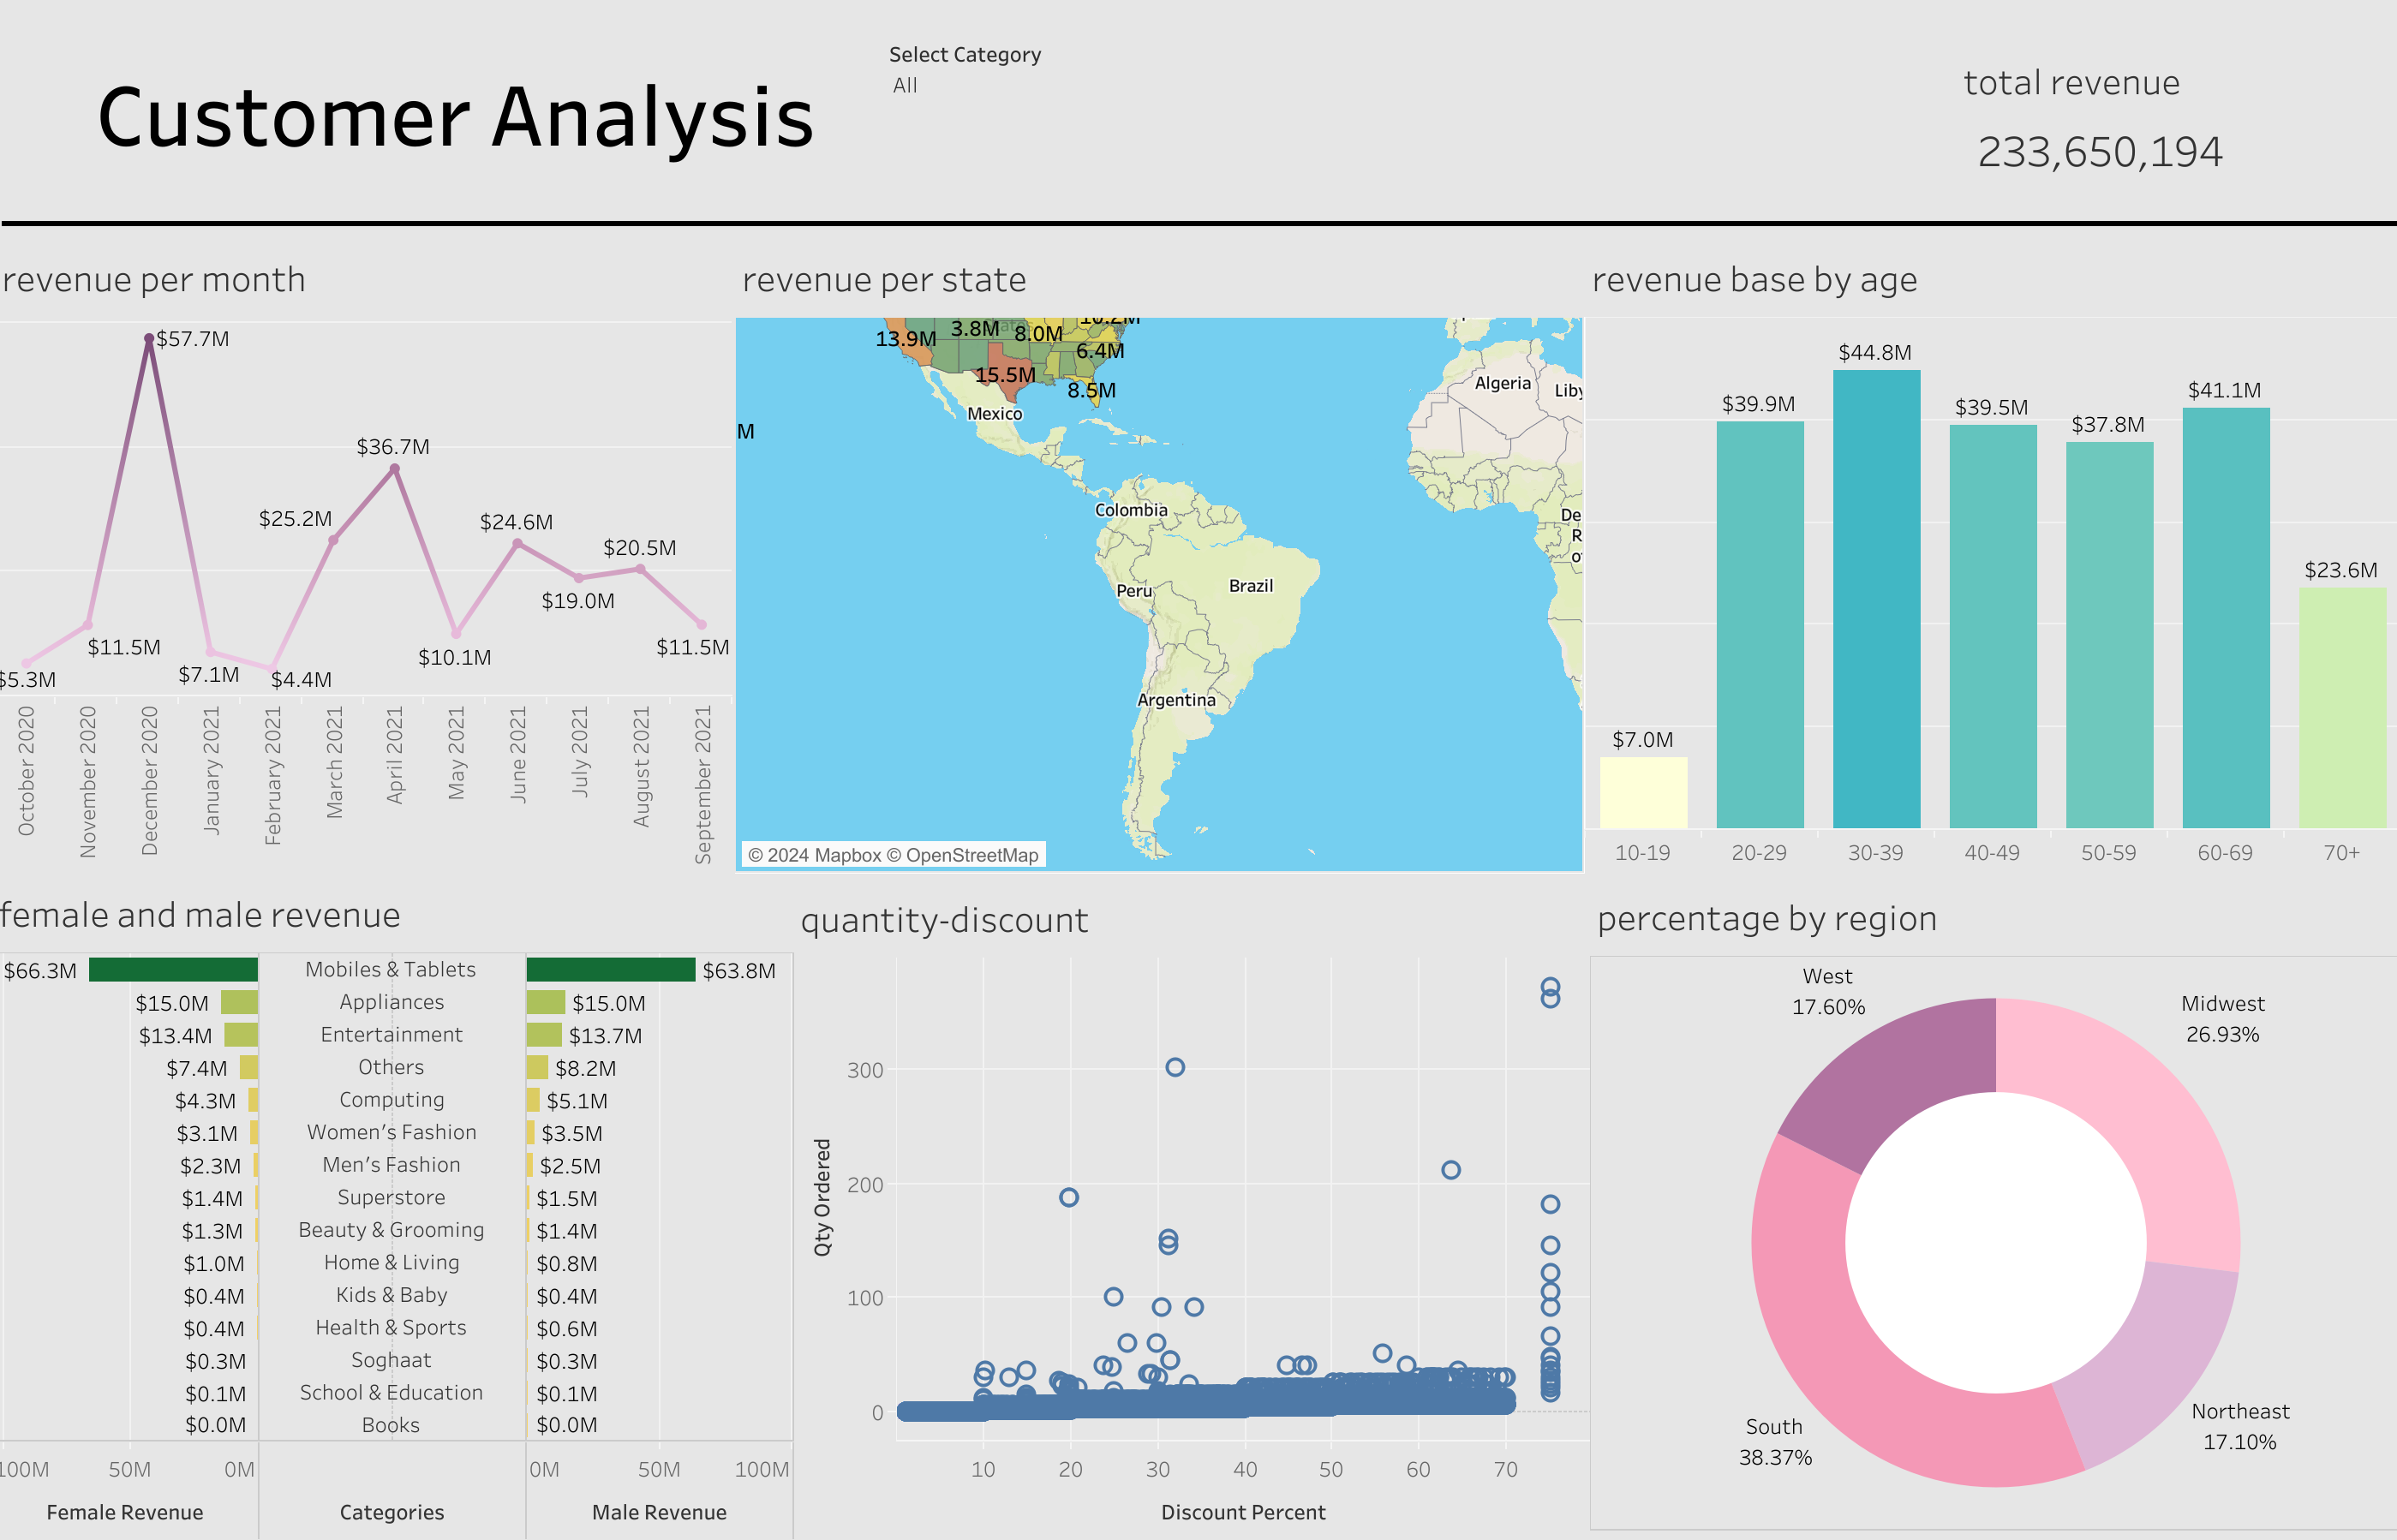 Customer Analysis
Select Category
All
total revenue
233,650,194
revenue per month
$57.7M
$36.7M
$25.2M
$24.6M
$20.5M
$19.0M
$11.5M
$11.5M
$10.1M
$7.1M
$4.4M
$5.3M
October 2020
November 2020
December 2020
January 2021
February 2021
March 2021
April 2021
May 2021
June 2021
July 2021
August 2021
September 2021
revenue per state
13.9M
3.8M
8.0M
10.2M
6.4M
15.5M
8.5M
M
Mexico
Colombia
Peru
Brazil
Argentina
Algeria
Liby
De
R
© 2024 Mapbox © OpenStreetMap
revenue base by age
$7.0M
$39.9M
$44.8M
$39.5M
$37.8M
$41.1M
$23.6M
10-19
20-29
30-39
40-49
50-59
60-69
70+
female and male revenue
$66.3M Mobiles & Tablets $63.8M
$15.0M Appliances $15.0M
$13.4M Entertainment $13.7M
$7.4M Others $8.2M
$4.3M Computing $5.1M
$3.1M Women's Fashion $3.5M
$2.3M Men's Fashion $2.5M
$1.4M Superstore $1.5M
$1.3M Beauty & Grooming $1.4M
$1.0M Home & Living $0.8M
$0.4M Kids & Baby $0.4M
$0.4M Health & Sports $0.6M
$0.3M Soghaat $0.3M
$0.1M School & Education $0.1M
$0.0M Books $0.0M
100M 50M 0M 0M 50M 100M
Female Revenue Categories Male Revenue
quantity-discount
Qty Ordered
300
200
100
0
10 20 30 40 50 60 70
Discount Percent
percentage by region
West
17.60%
Midwest
26.93%
South
38.37%
Northeast
17.10%